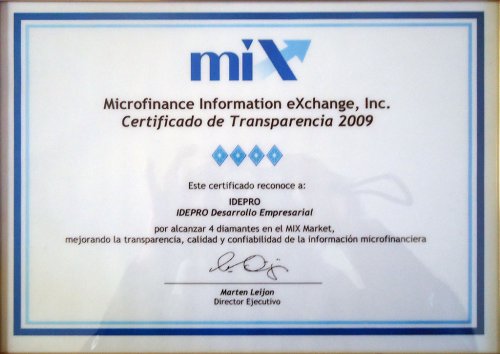 mix
Microfinance Information eXchange, Inc.
Certificado de Transparencia 2009
Este certificado reconoce a:
IDEPRO
IDEPRO Desarrollo Empresarial
por alcanzar 4 diamantes en el MIX Market,
mejorando la transparencia, calidad y confiabilidad de la información microfinanciera
Marten Leijon
Director Ejecutivo